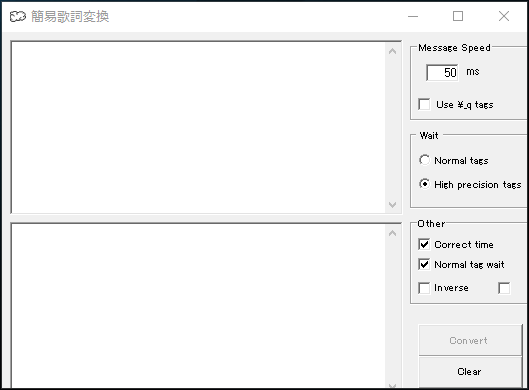 簡易歌詞変換
Message Speed
50 ms
Use ¥_q tags
Wait
Normal tags
High precision tags
Other
Correct time
Normal tag wait
Inverse
Convert
Clear